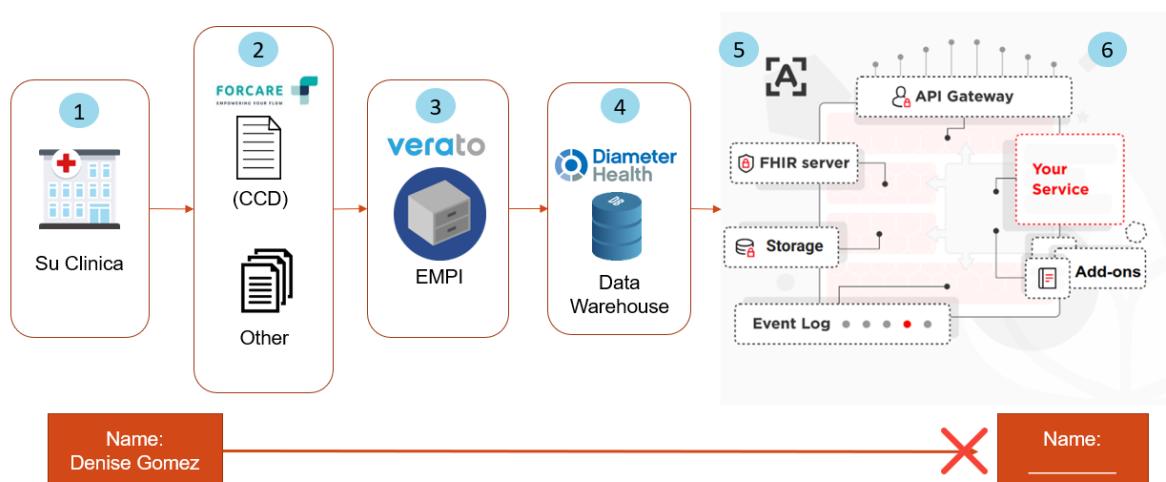 1
Su Clinica
2
FORCARE
EMPOWERING YOUR FLOW
(CCD)
Other
3
verato
EMPI
4
Diameter
Health
Data
Warehouse
5
6
A
API Gateway
FHIR server
Your
Service
Storage
Add-ons
Event Log
Name:
Denise Gomez
Name: